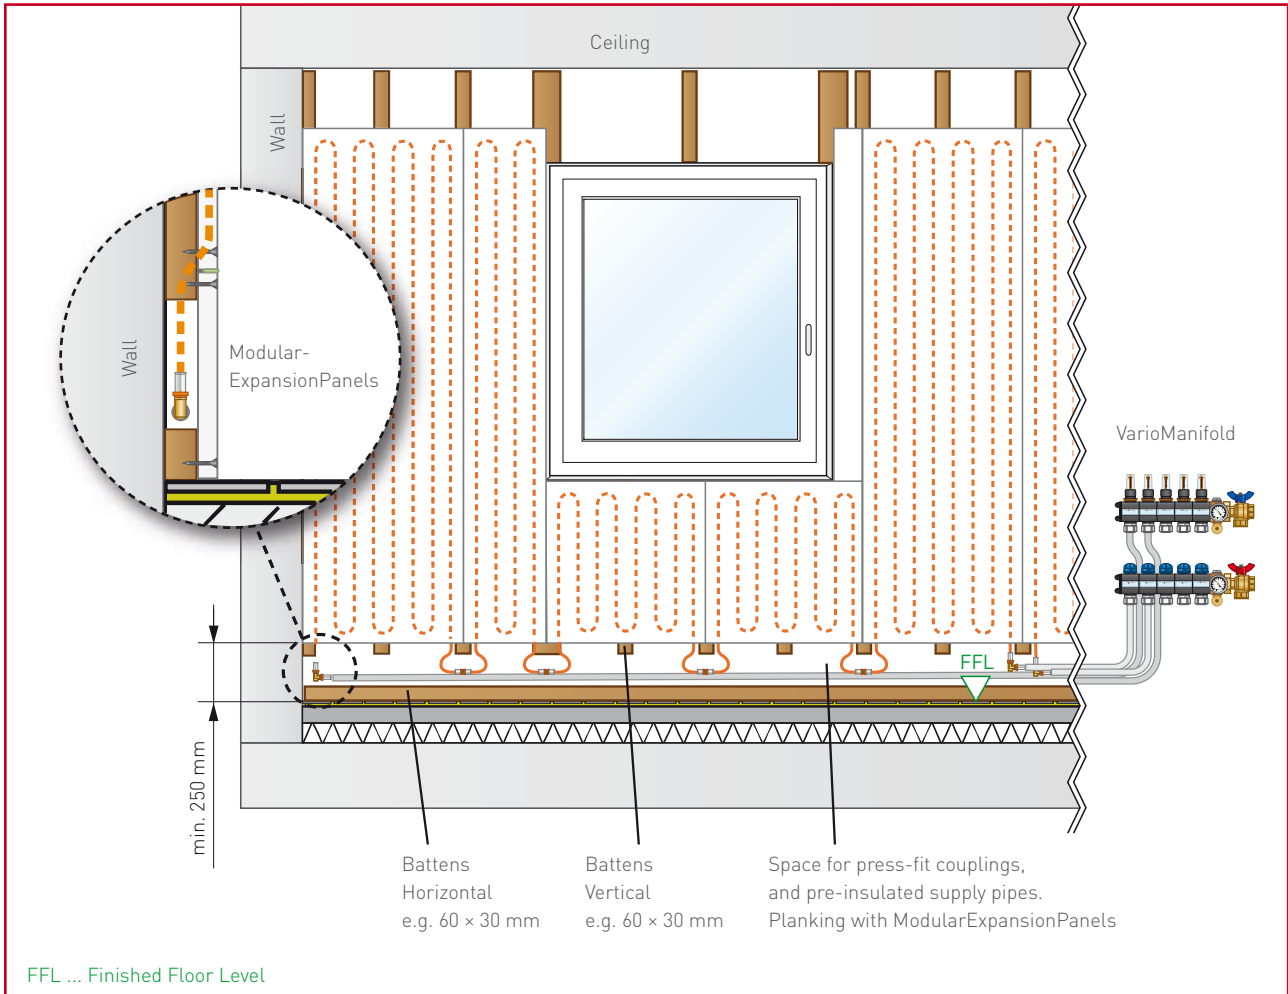 Ceiling
Wall
Wall
Modular-
ExpansionPanels
VarioManifold
FFL
min. 250 mm
Battens
Horizontal
e.g. 60 × 30 mm
Battens
Vertical
e.g. 60 × 30 mm
Space for press-fit couplings,
and pre-insulated supply pipes.
Planking with ModularExpansionPanels
FFL ... Finished Floor Level